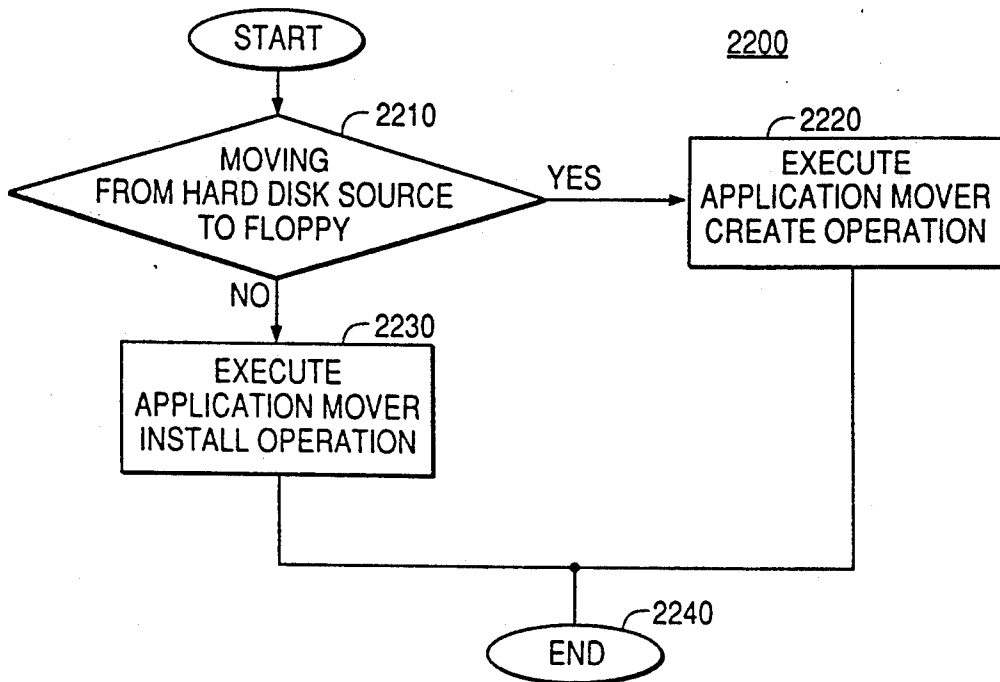 START
2200
2210
MOVING
FROM HARD DISK SOURCE
TO FLOPPY
YES
2220
EXECUTE
APPLICATION MOVER
CREATE OPERATION
NO
2230
EXECUTE
APPLICATION MOVER
INSTALL OPERATION
2240
END